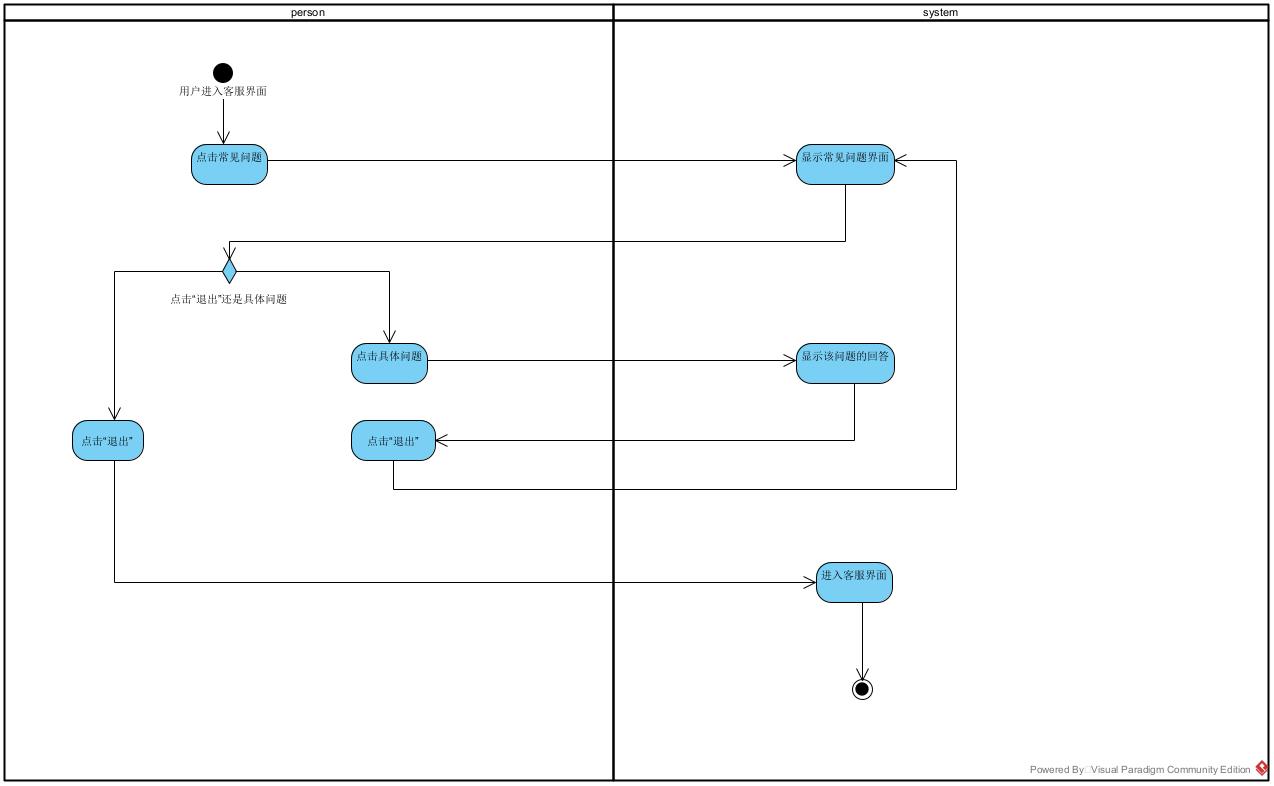 person
system
用户进入客服界面
点击常见问题
显示常见问题界面
点击“退出”还是具体问题
点击具体问题
显示该问题的回答
点击“退出”
点击“退出”
进入客服界面
Powered By Visual Paradigm Community Edition